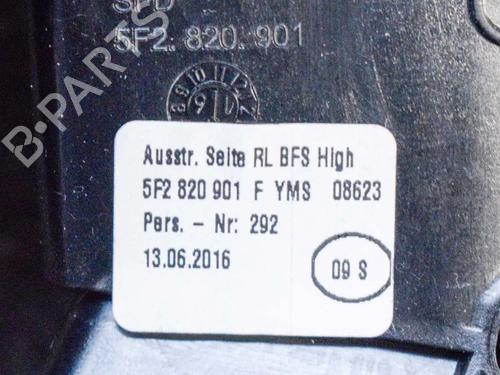 5F2. 820. 901
B-PARTS
Ausstr. Seite RL BFS High
5F2 820 901 F YMS 08623
Pers. - Nr: 292
13.06.2016
09 S